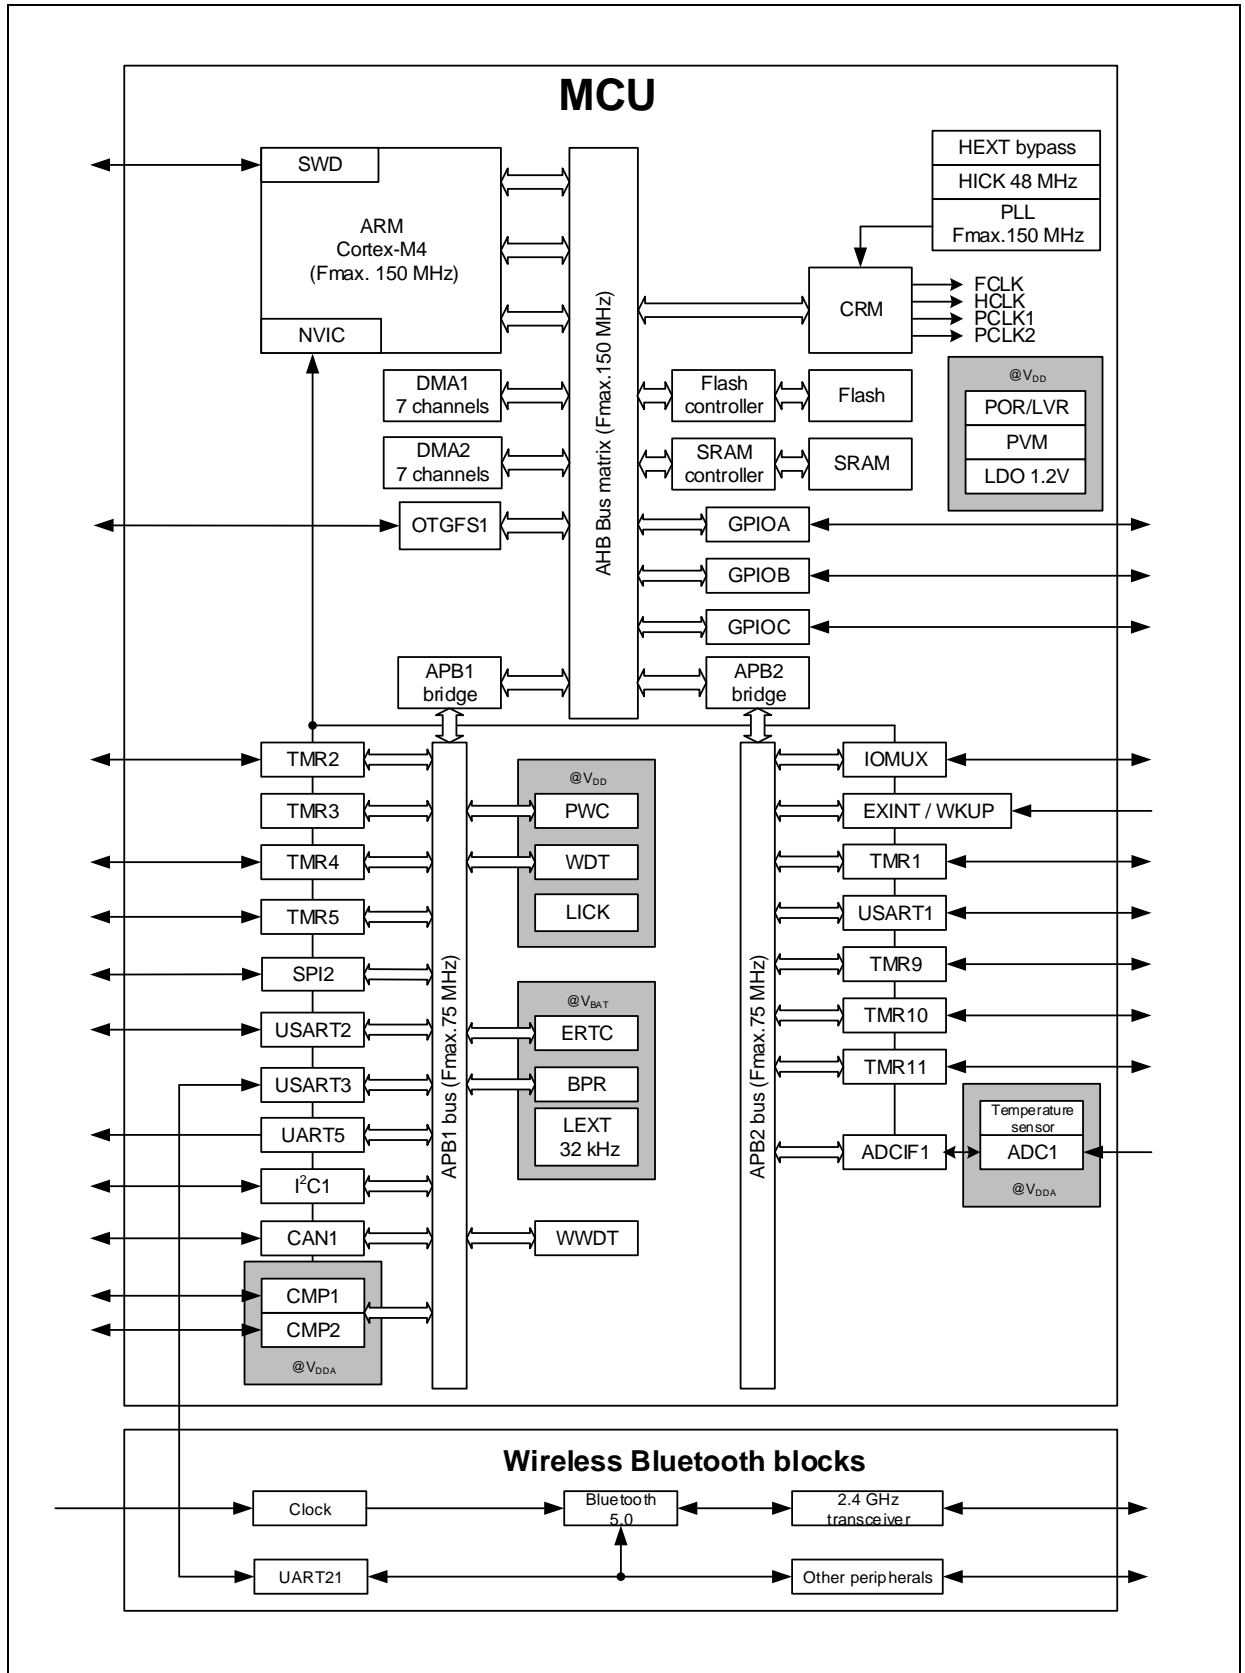 MCU
SWD
ARM
Cortex-M4
(Fmax. 150 MHz)
NVIC
HEXT bypass
HICK 48 MHz
PLL
Fmax.150 MHz
CRM
FCLK
HCLK
PCLK1
PCLK2
AHB Bus matrix (Fmax.150 MHz)
DMA1
7 channels
DMA2
7 channels
OTGFS1
Flash
controller
Flash
SRAM
controller
SRAM
@VDD
POR/LVR
PVM
LDO 1.2V
GPIOA
GPIOB
GPIOC
APB1
bridge
APB2
bridge
TMR2
TMR3
TMR4
TMR5
SPI2
USART2
USART3
UART5
I²C1
CAN1
CMP1
CMP2
@VDDA
APB1 bus (Fmax.75 MHz)
@VDD
PWC
WDT
LICK
@VBAT
ERTC
BPR
LEXT
32 kHz
WWDT
APB2 bus (Fmax.75 MHz)
IOMUX
EXINT / WKUP
TMR1
USART1
TMR9
TMR10
TMR11
ADCIF1
Temperature
sensor
ADC1
@VDDA
Wireless Bluetooth blocks
Clock
Bluetooth
5.0
2.4 GHz
transceiver
UART21
Other peripherals